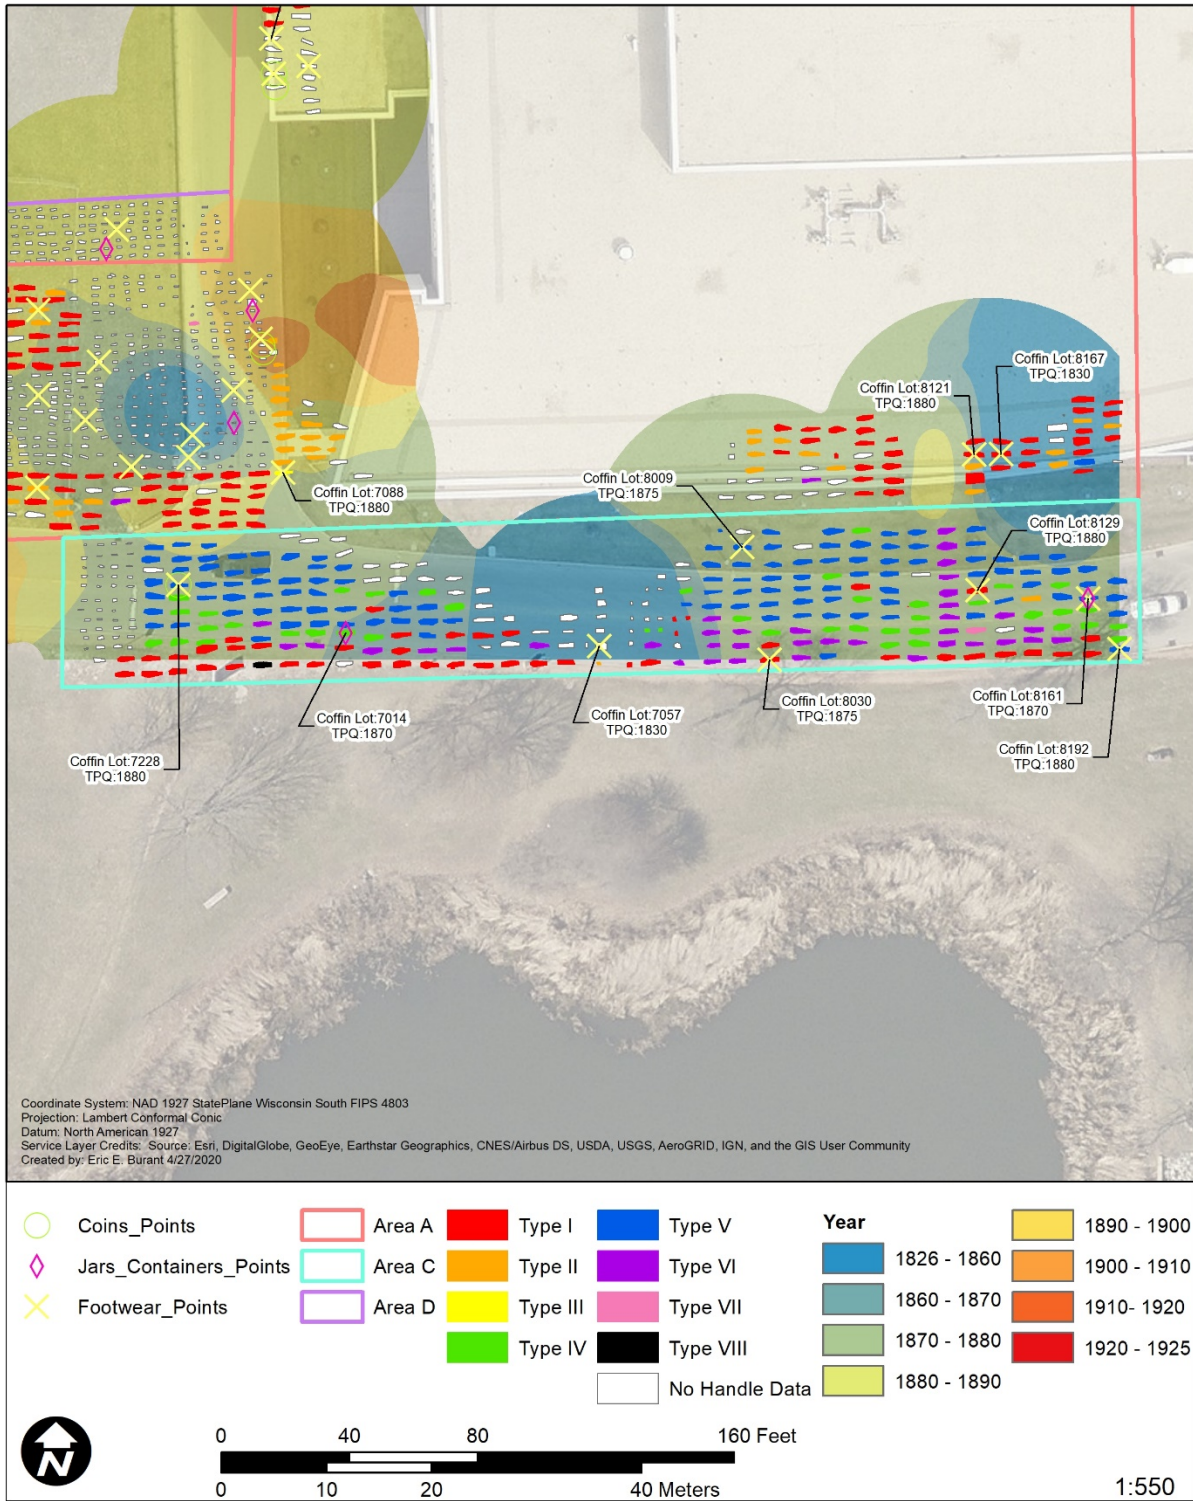 Coffin Lot:8167
TPQ:1830
Coffin Lot:8121
TPQ:1880
Coffin Lot:7088
TPQ:1880
Coffin Lot:8009
TPQ:1875
Coffin Lot:8129
TPQ:1880
Coffin Lot:7228
TPQ:1880
Coffin Lot:7014
TPQ:1870
Coffin Lot:7057
TPQ:1830
Coffin Lot:8030
TPQ:1875
Coffin Lot:8161
TPQ:1870
Coffin Lot:8192
TPQ:1880
Coordinate System: NAD 1927 StatePlane Wisconsin South FIPS 4803
Projection: Lambert Conformal Conic
Datum: North American 1927
Service Layer Credits: Source: Esri, DigitalGlobe, GeoEye, Earthstar Geographics, CNES/Airbus DS, USDA, USGS, AeroGRID, IGN, and the GIS User Community
Created by: Eric E. Burant 4/27/2020
Coins_Points
Jars_Containers_Points
Footwear_Points
Area A
Area C
Area D
Type I
Type II
Type III
Type IV
Type V
Type VI
Type VII
Type VIII
No Handle Data
Year
1826 - 1860
1860 - 1870
1870 - 1880
1880 - 1890
1890 - 1900
1900 - 1910
1910- 1920
1920 - 1925
N
0 40 80 160 Feet
0 10 20 40 Meters
1:550